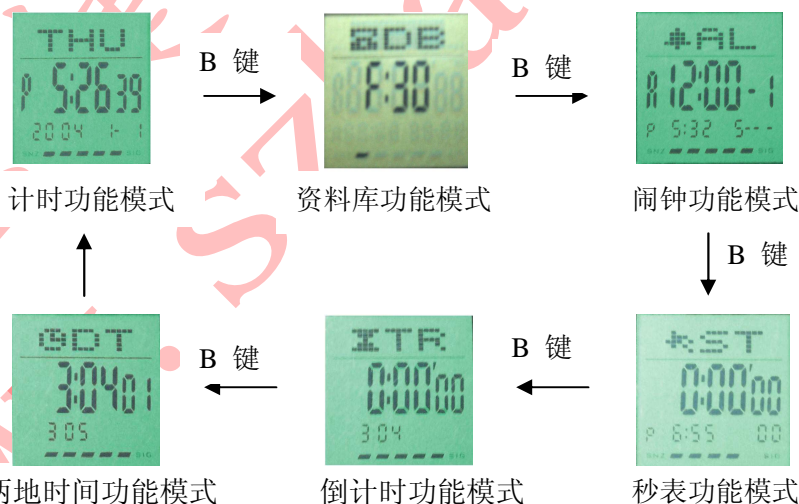 THU
P 5:26 39
2004 1- 1
B 键
DB
F:30
B 键
AL
A 12:00-1
P 5:32 5---
计时功能模式
资料库功能模式
闹钟功能模式
B 键
DT
3:04 01
3 05
B 键
TR
0:00'00
3:04
B 键
ST
0:00'00
P 6:55 00
两地时间功能模式
倒计时功能模式
秒表功能模式